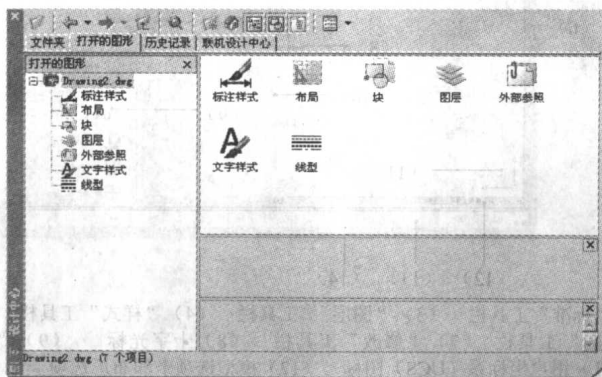 文件夹 打开的图形 历史记录 联机设计中心
打开的图形
Drawing2.dwg
标注样式
布局
块
图层
外部参照
文字样式
线型
标注样式 布局 块 图层 外部参照
文字样式 线型
设计中心
Drawing2.dwg (7 个项目)